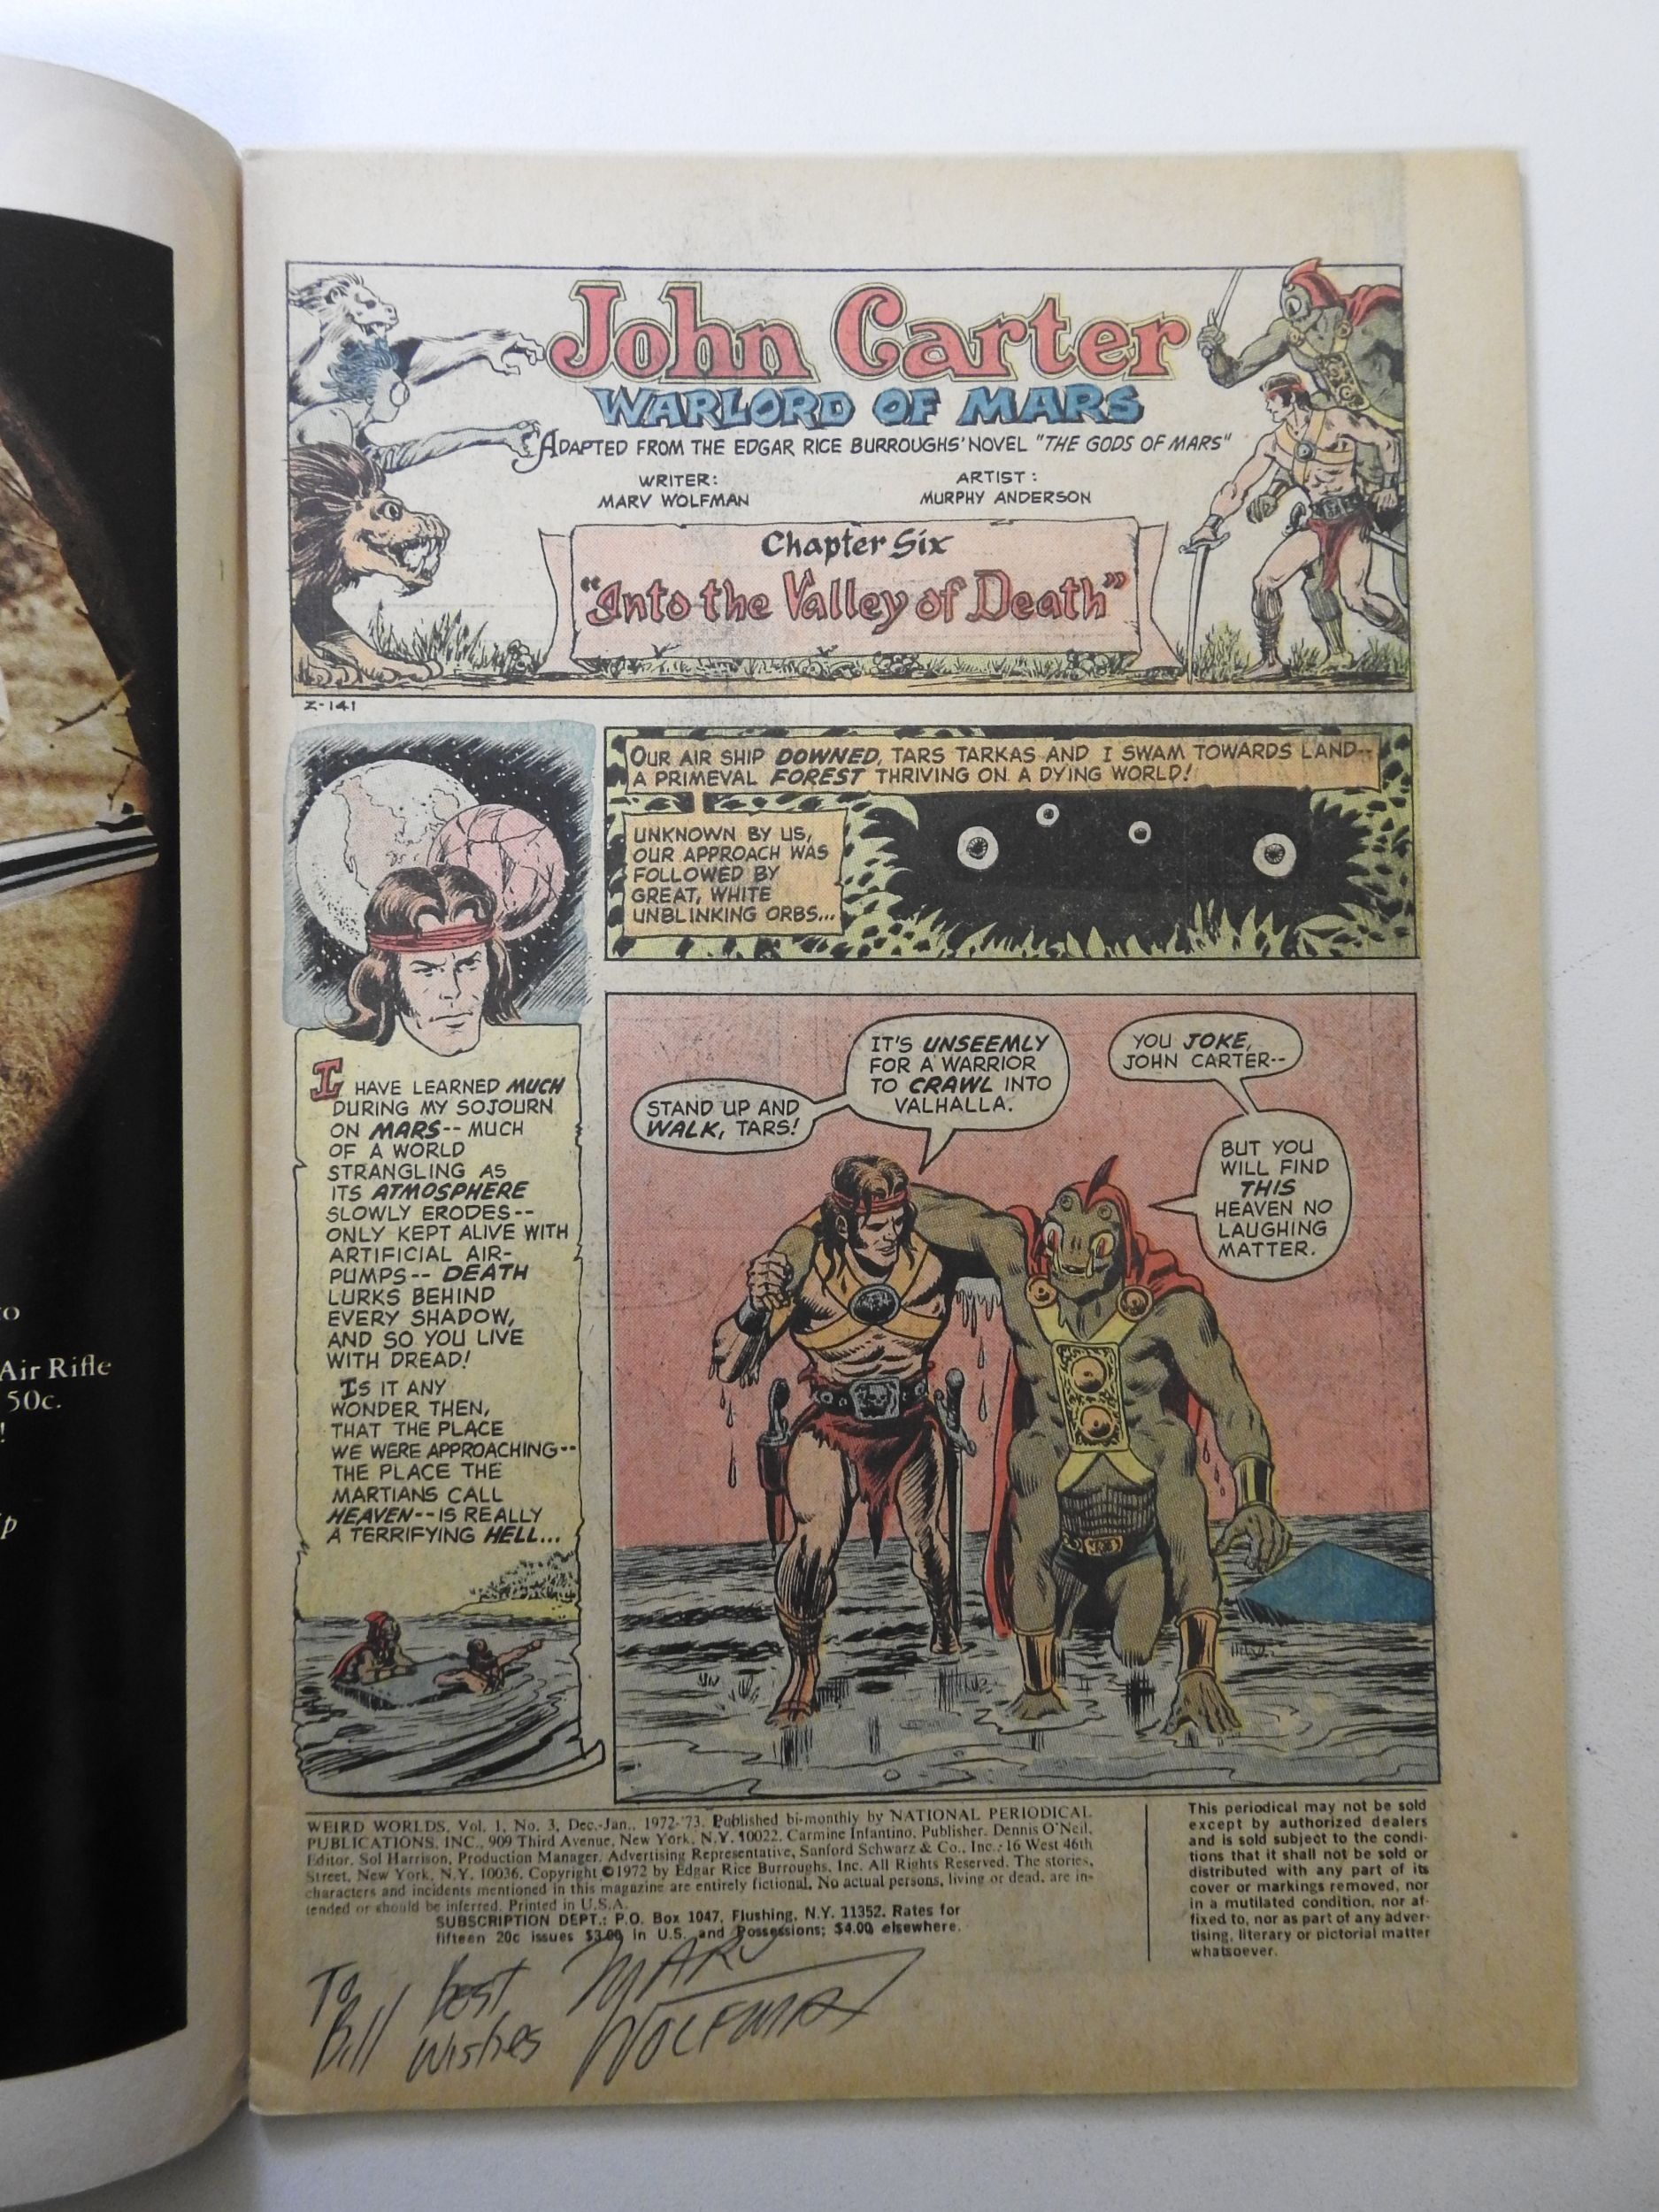 John Carter
WARLORD OF MARS
ADAPTED FROM THE EDGAR RICE BURROUGHS' NOVEL "THE GODS OF MARS"
WRITER:
MARV WOLFMAN
ARTIST:
MURPHY ANDERSON
Chapter Six
"Into the Valley of Death"
Z-141
I HAVE LEARNED MUCH
DURING MY SOJOURN
ON MARS-- MUCH
OF A WORLD
STRANGLING AS
ITS ATMOSPHERE
SLOWLY ERODES--
ONLY KEPT ALIVE WITH
ARTIFICIAL AIR-
PUMPS-- DEATH
LURKS BEHIND
EVERY SHADOW,
AND SO YOU LIVE
WITH DREAD!
IS IT ANY
WONDER THEN,
THAT THE PLACE
WE WERE APPROACHING--
THE PLACE THE
MARTIANS CALL
HEAVEN--IS REALLY
A TERRIFYING HELL...
OUR AIR SHIP DOWNED, TARS TARKAS AND I SWAM TOWARDS LAND--
A PRIMEVAL FOREST THRIVING ON A DYING WORLD!
UNKNOWN BY US,
OUR APPROACH WAS
FOLLOWED BY
GREAT, WHITE
UNBLINKING ORBS...
STAND UP AND
WALK, TARS!
IT'S UNSEEMLY
FOR A WARRIOR
TO CRAWL INTO
VALHALLA.
YOU JOKE,
JOHN CARTER--
BUT YOU
WILL FIND
THIS
HEAVEN NO
LAUGHING
MATTER.
WEIRD WORLDS, Vol. 1, No. 3, Dec.-Jan., 1972-'73. Published bi-monthly by NATIONAL PERIODICAL
PUBLICATIONS, INC., 909 Third Avenue, New York, N.Y. 10022. Carmine Infantino, Publisher. Dennis O'Neil,
Editor. Sol Harrison, Production Manager. Advertising Representative, Sanford Schwarz & Co., Inc.: 16 West 46th
Street, New York, N.Y. 10036. Copyright ©1972 by Edgar Rice Burroughs, Inc. All Rights Reserved. The stories,
characters and incidents mentioned in this magazine are entirely fictional. No actual persons, living or dead, are in-
tended or should be inferred. Printed in U.S.A.
SUBSCRIPTION DEPT.: P.O. Box 1047, Flushing, N.Y. 11352. Rates for
fifteen 20c issues $3.00 in U.S. and Possessions; $4.00 elsewhere.
This periodical may not be sold
except by authorized dealers
and is sold subject to the condi-
tions that it shall not be sold or
distributed with any part of its
cover or markings removed, nor
in a mutilated condition, nor af-
fixed to, nor as part of any adver-
tising, literary or pictorial matter
whatsoever.
To Bill
best wishes
MARV WOLFMAN
Air Rifle
50c.
!